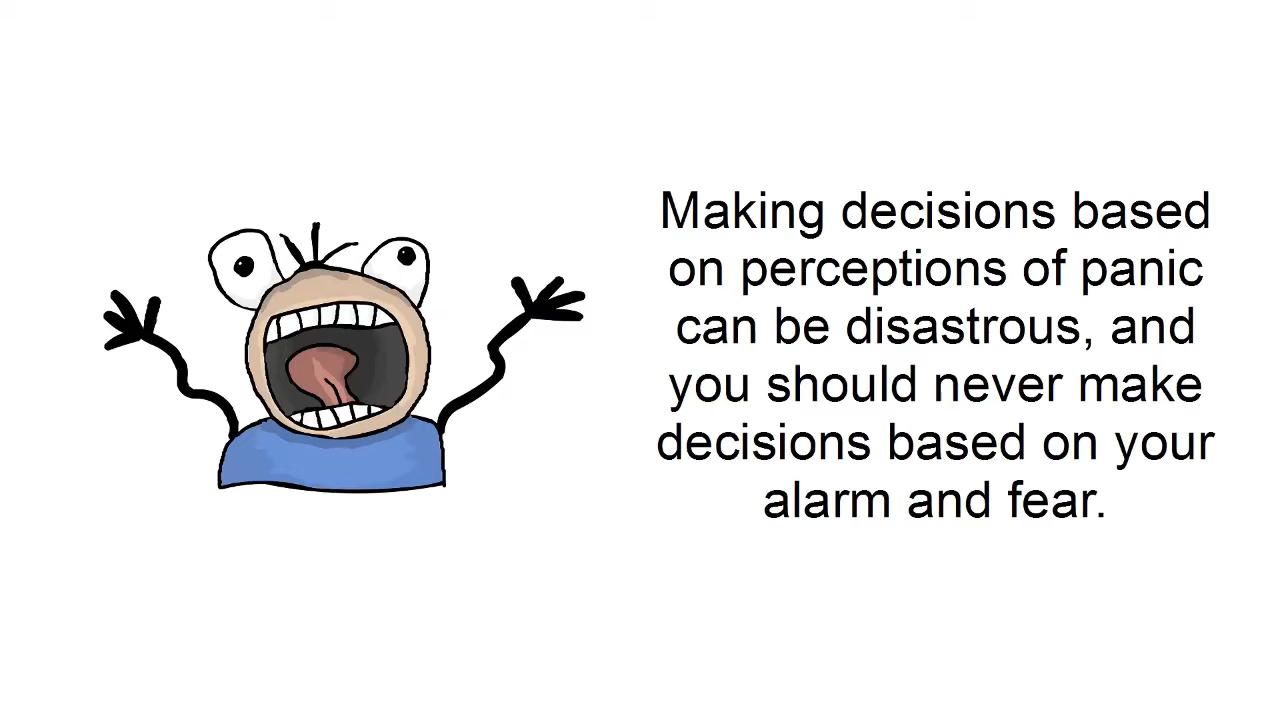 Making decisions based
on perceptions of panic
can be disastrous, and
you should never make
decisions based on your
alarm and fear.